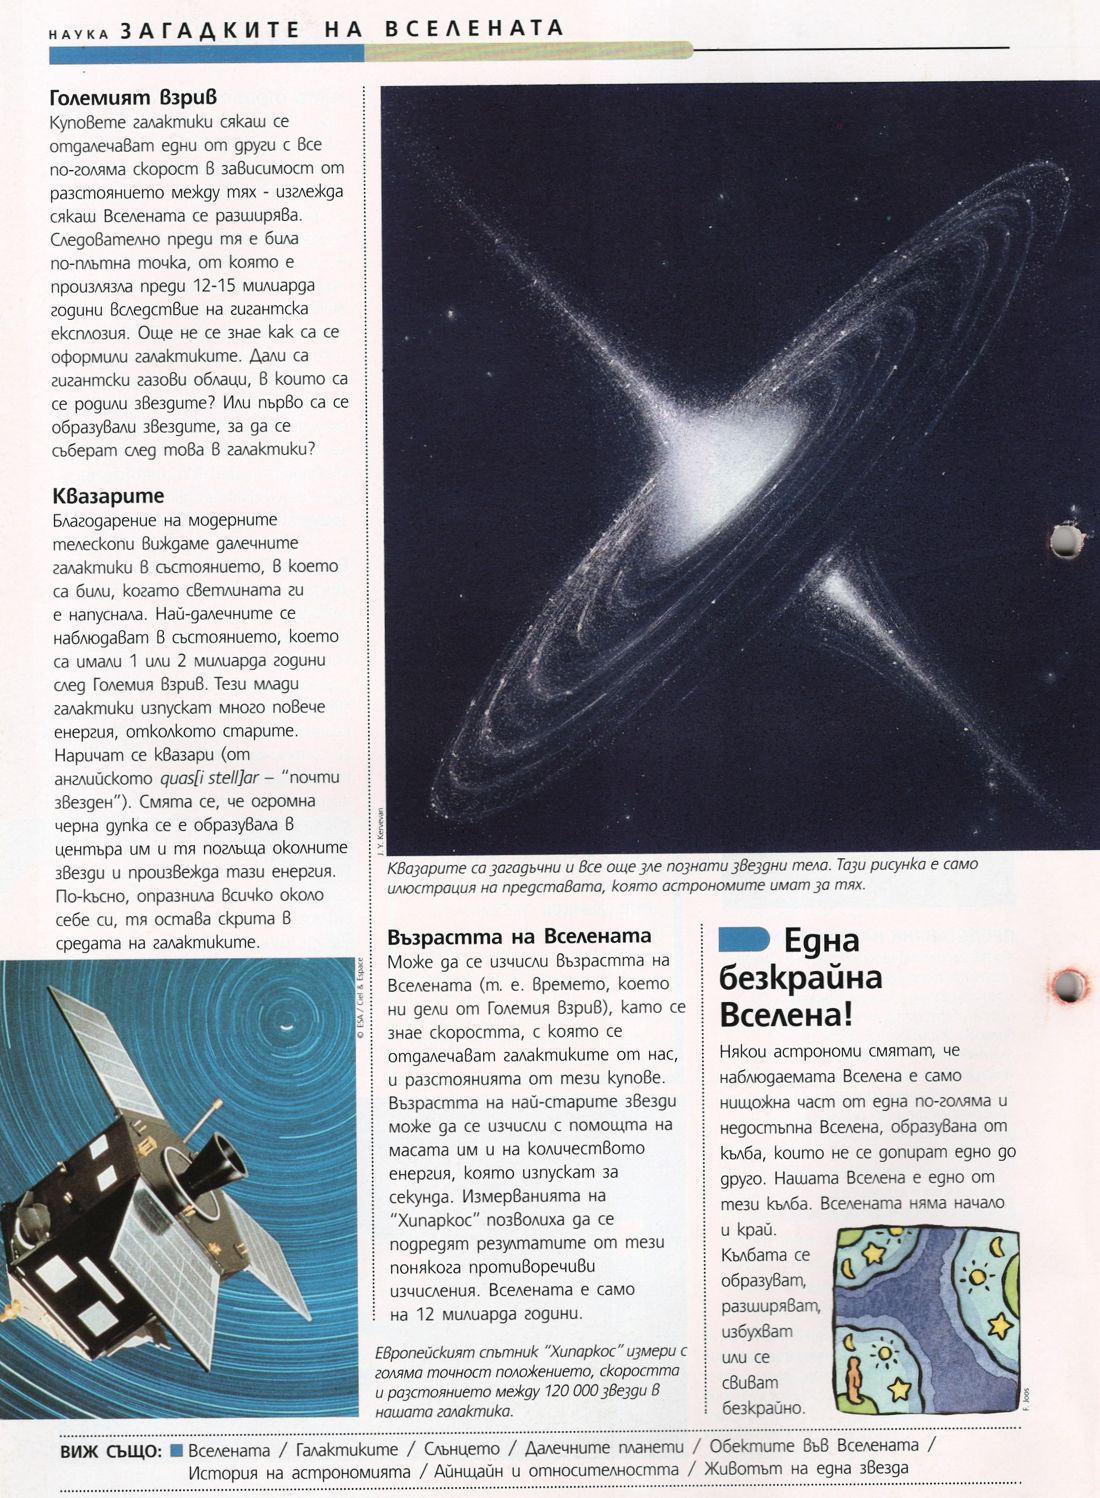 НАУКА ЗАГАДКИТЕ НА ВСЕЛЕНАТА
Големият взрив
Куповете галактики сякаш се
отдалечават едни от други с все
по-голяма скорост в зависимост от
разстоянието между тях - изглежда
сякаш Вселената се разширява.
Следователно преди тя е била
по-плътна точка, от която е
произлязла преди 12-15 милиарда
години вследствие на гигантска
експлозия. Още не се знае как са се
оформили галактиките. Дали са
гигантски газови облаци, в които са
се родили звездите? Или първо са се
образували звездите, за да се
съберат след това в галактики?
Квазарите
Благодарение на модерните
телескопи виждаме далечните
галактики в състоянието, в което
са били, когато светлината ги
е напуснала. Най-далечните се
наблюдават в състоянието, което
са имали 1 или 2 милиарда години
след Големия взрив. Тези млади
галактики изпускат много повече
енергия, отколкото старите.
Наричат се квазари (от
английското quas[i stell]ar – “почти
звезден”). Смята се, че огромна
черна дупка се е образувала в
центъра им и тя поглъща околните
звезди и произвежда тази енергия.
По-късно, опразнила всичко около
себе си, тя остава скрита в
средата на галактиките.
J. Y. Kervevan
Квазарите са загадъчни и все още зле познати звездни тела. Тази рисунка е само
илюстрация на представата, която астрономите имат за тях.
© ESA / Ciel & Espace
Възрастта на Вселената
Може да се изчисли възрастта на
Вселената (т. е. времето, което
ни дели от Големия взрив), като се
знае скоростта, с която се
отдалечават галактиките от нас,
и разстоянията от тези купове.
Възрастта на най-старите звезди
може да се изчисли с помощта на
масата им и на количеството
енергия, която изпускат за
секунда. Измерванията на
“Хипаркос” позволиха да се
подредят резултатите от тези
понякога противоречиви
изчисления. Вселената е само
на 12 милиарда години.
Европейският спътник “Хипаркос” измери с
голяма точност положението, скоростта
и разстоянието между 120 000 звезди в
нашата галактика.
Една
безкрайна
Вселена!
Някои астрономи смятат, че
наблюдаемата Вселена е само
нищожна част от една по-голяма и
недостъпна Вселена, образувана от
кълба, които не се допират едно до
друго. Нашата Вселена е едно от
тези кълба. Вселената няма начало
и край.
Кълбата се
образуват,
разширяват,
избухват
или се
свиват
безкрайно.
F. Joos
ВИЖ СЪЩО: Вселената / Галактиките / Слънцето / Далечните планети / Обектите във Вселената /
История на астрономията / Айнщайн и относителността / Животът на една звезда